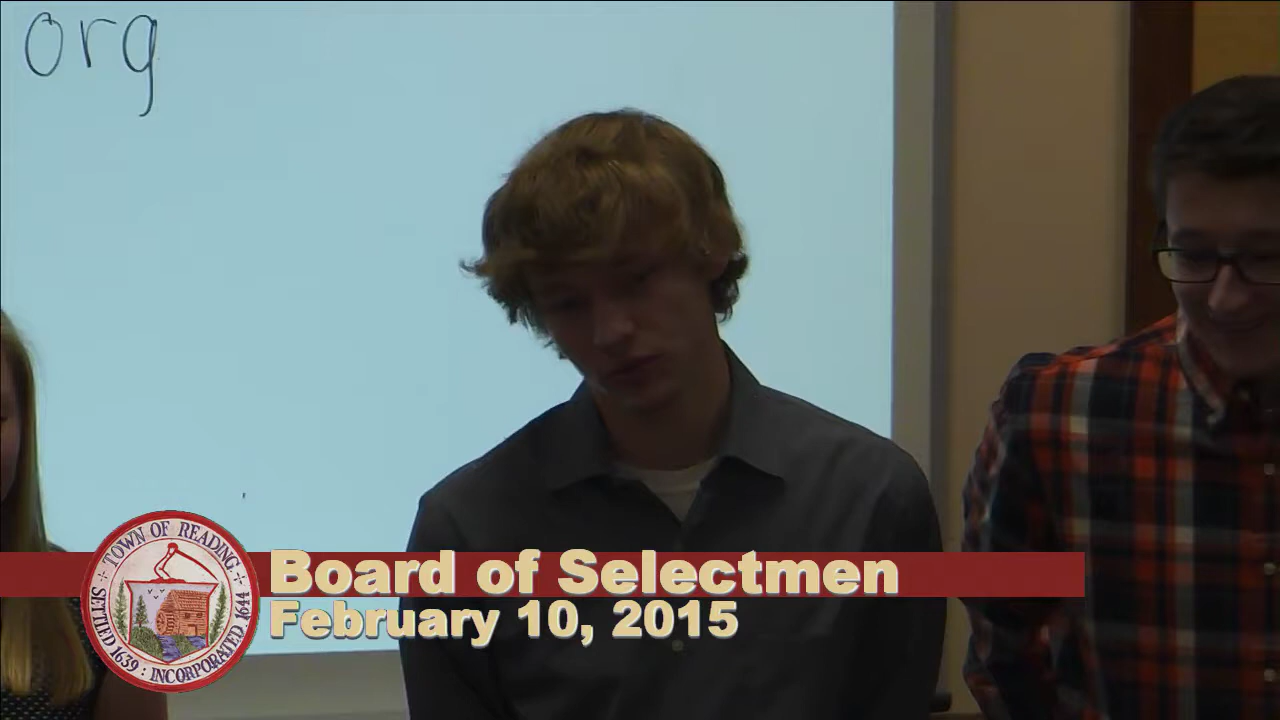 org
Board of Selectmen
February 10, 2015
TOWN OF READING
SETTLED 1639 : INCORPORATED 1644